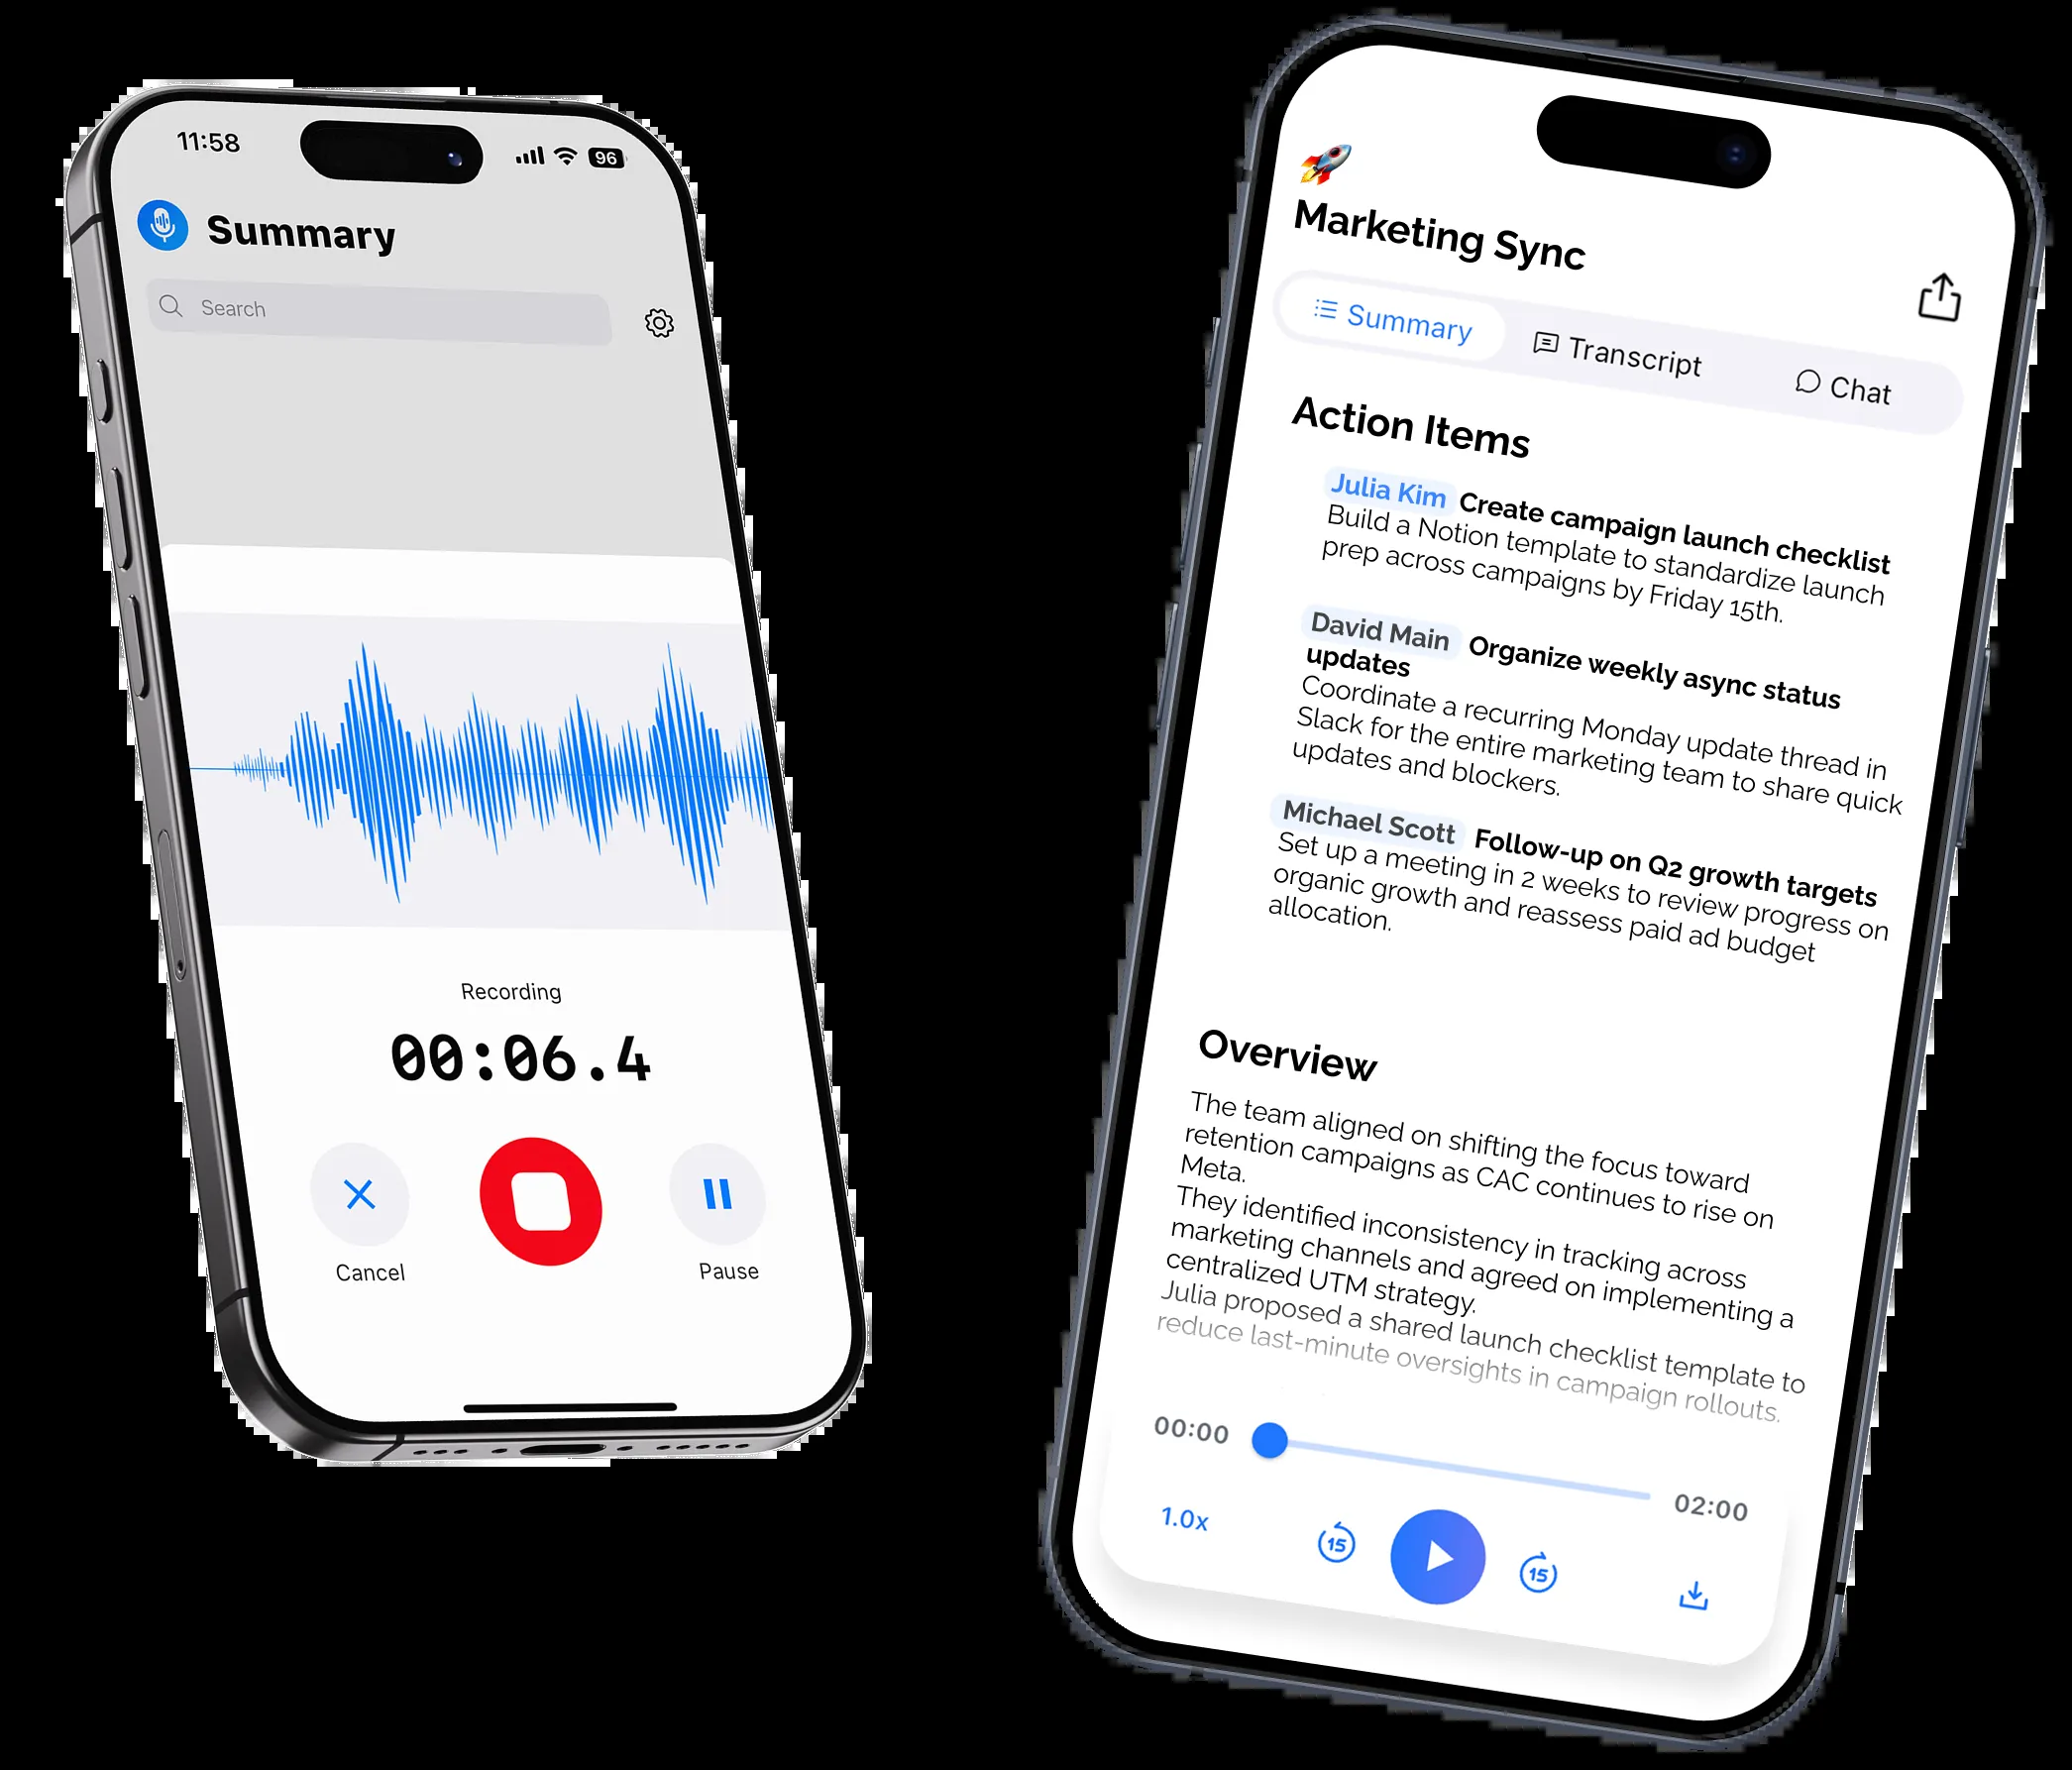 11:58
96
Summary
Search
Recording
00:06.4
Cancel
Pause
Marketing Sync
Summary
Transcript
Chat
Action Items
Julia Kim Create campaign launch checklist
Build a Notion template to standardize launch
prep across campaigns by Friday 15th.
David Main Organize weekly async status
updates
Coordinate a recurring Monday update thread in
Slack for the entire marketing team to share quick
updates and blockers.
Michael Scott Follow-up on Q2 growth targets
Set up a meeting in 2 weeks to review progress on
organic growth and reassess paid ad budget
allocation.
Overview
The team aligned on shifting the focus toward
retention campaigns as CAC continues to rise on
Meta.
They identified inconsistency in tracking across
marketing channels and agreed on implementing a
centralized UTM strategy.
Julia proposed a shared launch checklist template to
reduce last-minute oversights in campaign rollouts.
00:00
02:00
1.0x
15
15